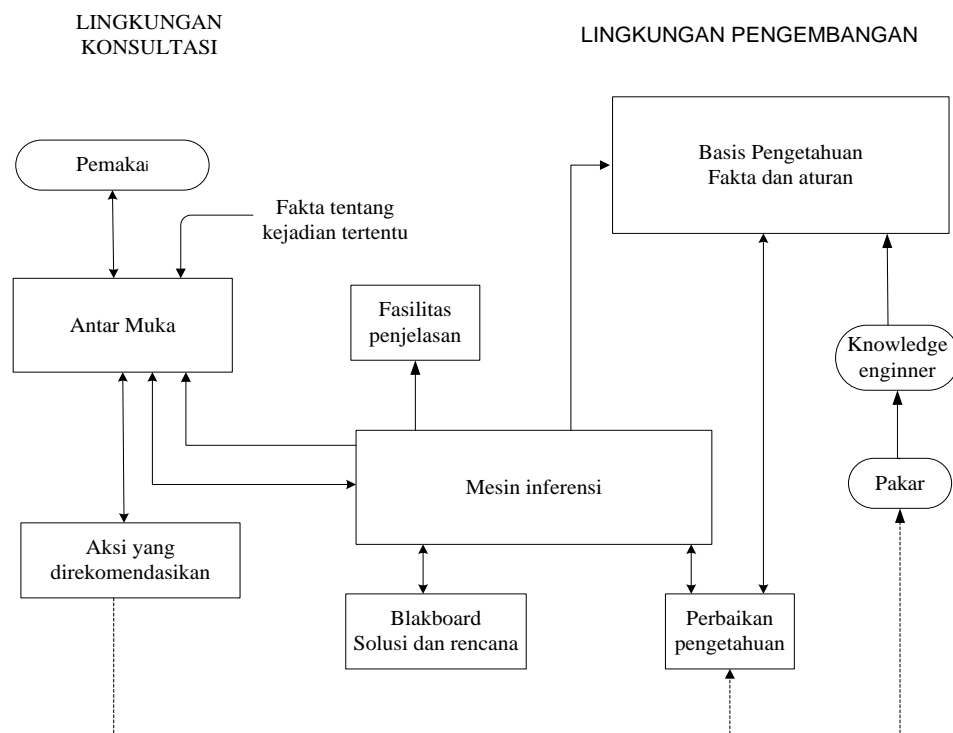 LINGKUNGAN
KONSULTASI
LINGKUNGAN PENGEMBANGAN
Pemakai
Basis Pengetahuan
Fakta dan aturan
Fakta tentang
kejadian tertentu
Antar Muka
Fasilitas
penjelasan
Knowledge
enginner
Mesin inferensi
Pakar
Aksi yang
direkomendasikan
Blakboard
Solusi dan rencana
Perbaikan
pengetahuan